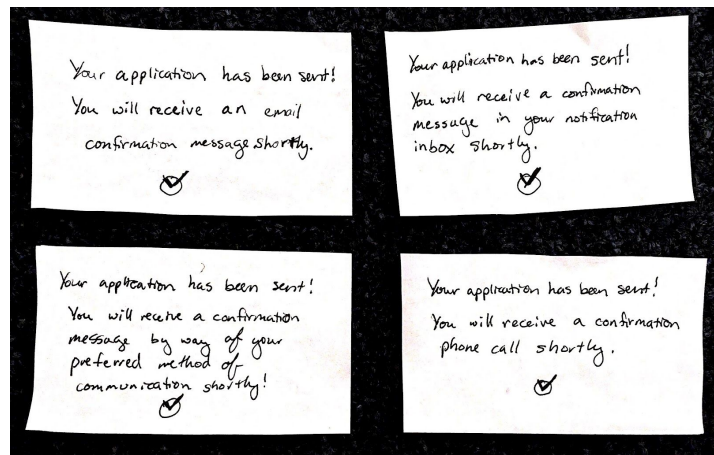 Your application has been sent!
You will receive an email
confirmation message shortly.
Your application has been sent!
You will receive a confirmation
message in your notification
inbox shortly.
Your application has been sent!
You will receive a confirmation
message by way of your
preferred method of
communication shortly!
Your application has been sent!
You will receive a confirmation
phone call shortly.